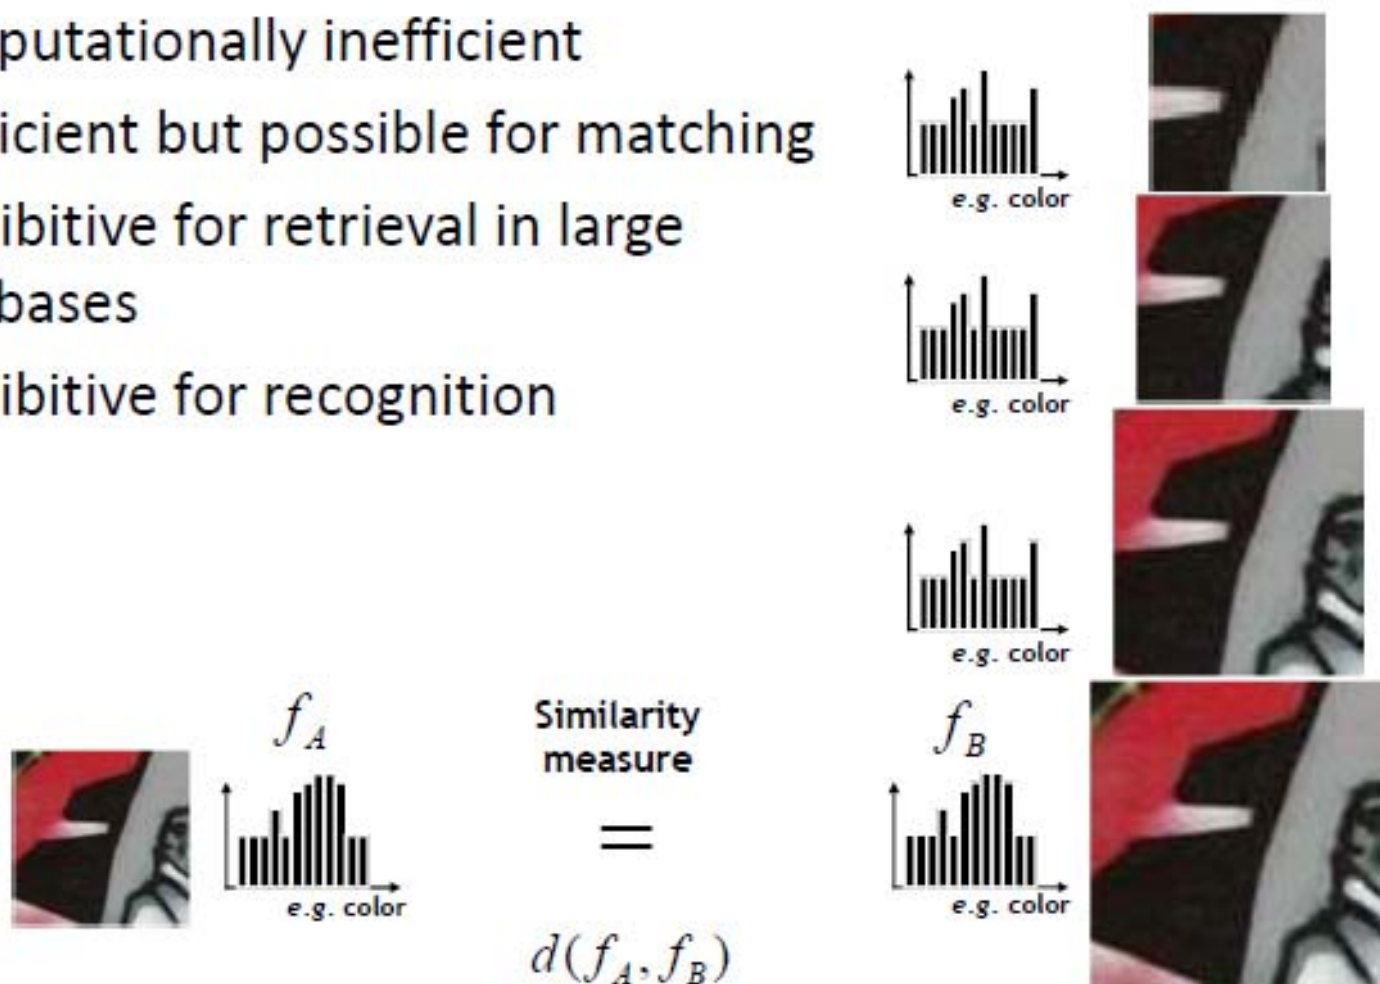 putationally inefficient
icient but possible for matching
ibitive for retrieval in large
bases
ibitive for recognition
e.g. color
e.g. color
e.g. color
f_A
Similarity
measure
f_B
=
e.g. color
e.g. color
d(f_A, f_B)